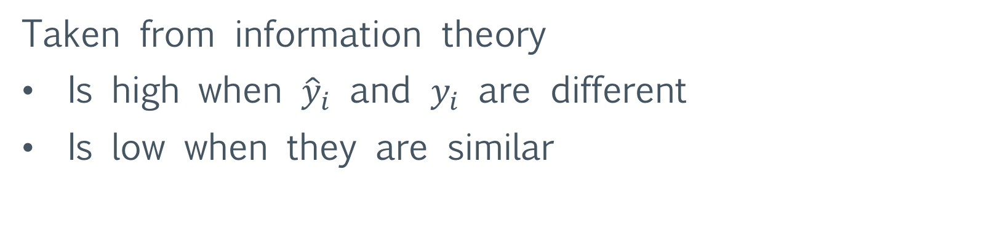 Taken from information theory
• Is high when ŷᵢ and yᵢ are different
• Is low when they are similar